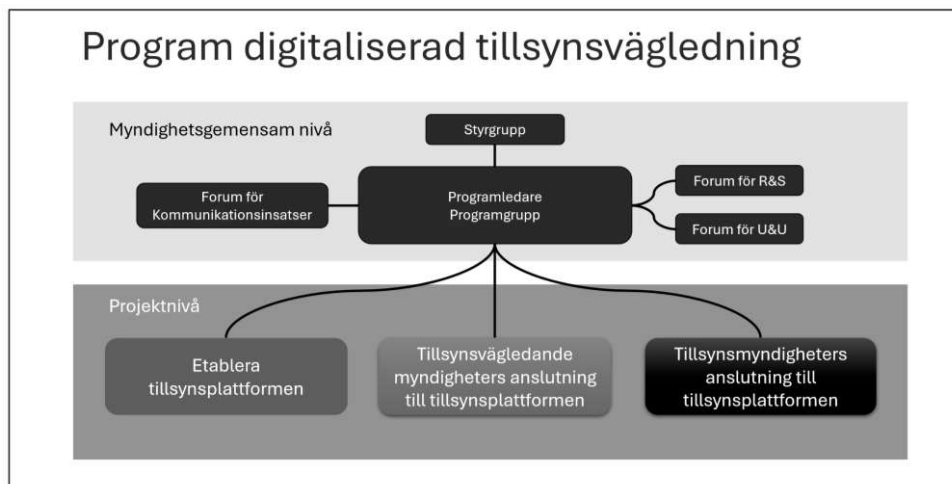 Program digitaliserad tillsynsvägledning
Myndighetsgemensam nivå
Styrgrupp
Forum för
Kommunikationsinsatser
Programledare
Programgrupp
Forum för R&S
Forum för U&U
Projektnivå
Etablera
tillsynsplattformen
Tillsynsvägledande
myndigheters anslutning
till tillsynsplattformen
Tillsynsmyndigheters
anslutning till
tillsynsplattformen